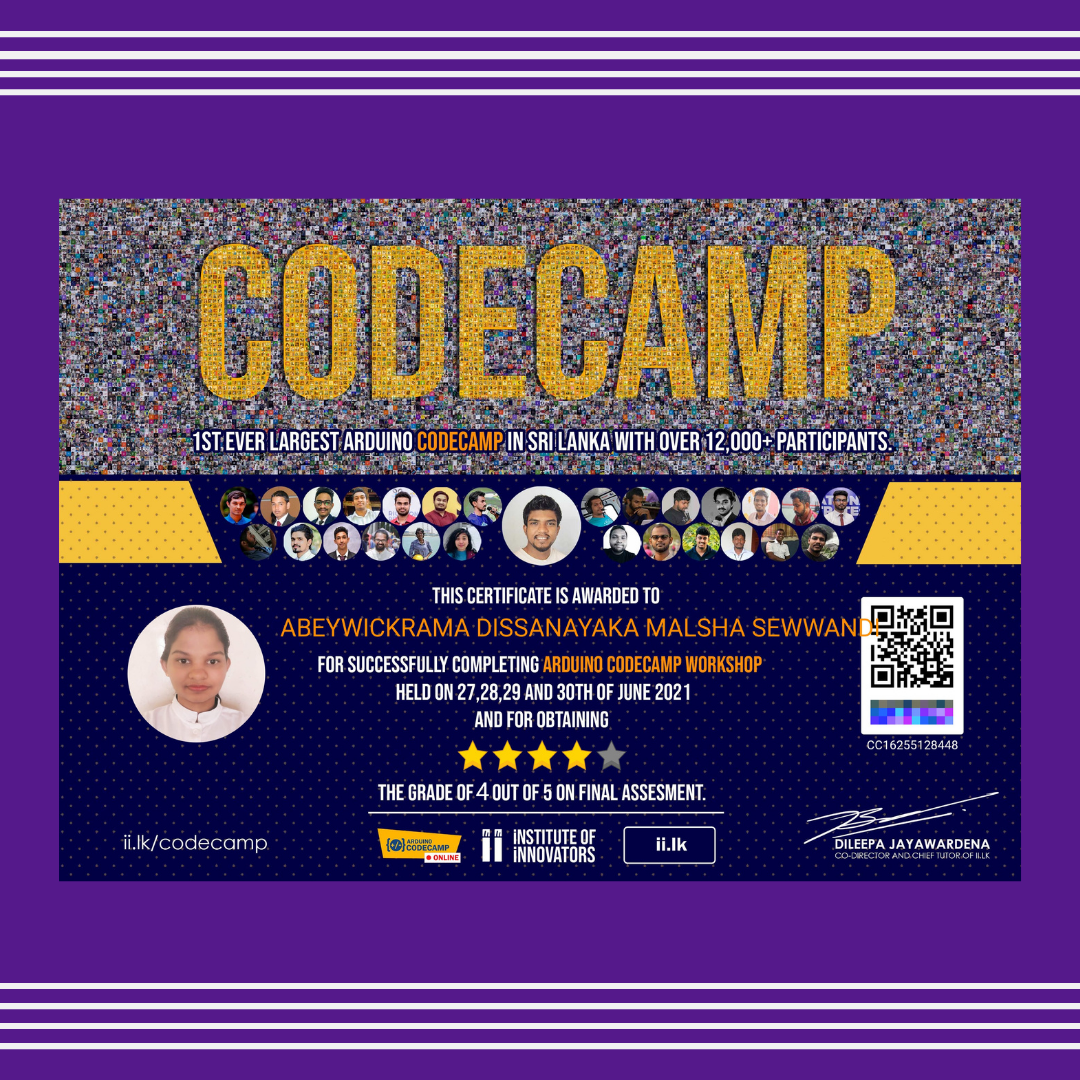 CODECAMP
1ST EVER LARGEST ARDUINO CODECAMP IN SRI LANKA WITH OVER 12,000+ PARTICIPANTS.
THIS CERTIFICATE IS AWARDED TO
ABEYWICKRAMA DISSANAYAKA MALSHA SEWWANDI
FOR SUCCESSFULLY COMPLETING ARDUINO CODECAMP WORKSHOP
HELD ON 27,28,29 AND 30TH OF JUNE 2021
AND FOR OBTAINING
CC16255128448
THE GRADE OF 4 OUT OF 5 ON FINAL ASSESMENT.
ii.lk/codecamp
ARDUINO
CODECAMP
ONLINE
INSTITUTE OF
INNOVATORS
ii.lk
DILEEPA JAYAWARDENA
CO-DIRECTOR AND CHIEF TUTOR OF II.LK